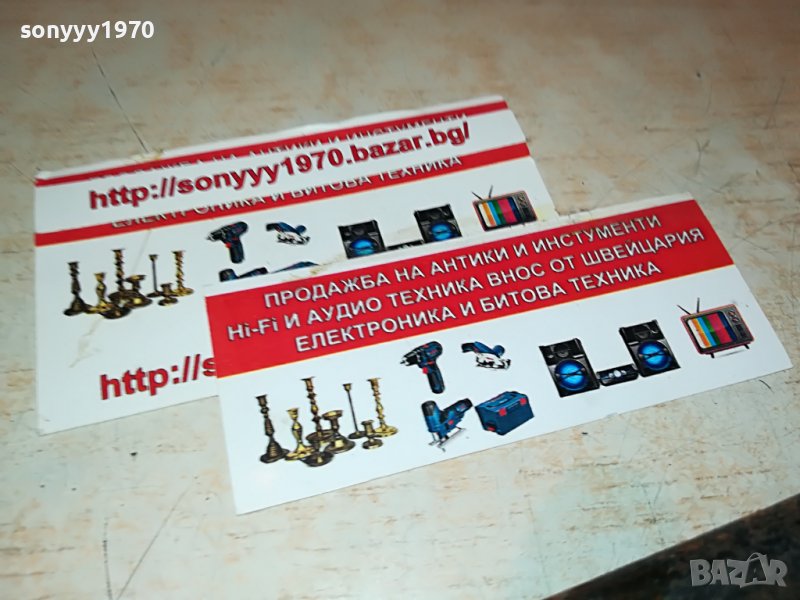 sonyyy1970
http://sonyyy1970.bazar.bg/
ЕЛЕКТРОНИКА И БИТОВА ТЕХНИКА
http://s
ПРОДАЖБА НА АНТИКИ И ИНСТУМЕНТИ
Hi-Fi И АУДИО ТЕХНИКА ВНОС ОТ ШВЕЙЦАРИЯ
ЕЛЕКТРОНИКА И БИТОВА ТЕХНИКА
BAZAR